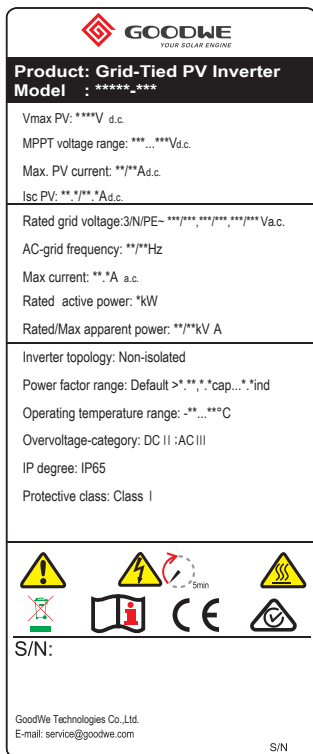 GOODWE
YOUR SOLAR ENGINE
Product: Grid-Tied PV Inverter
Model : *****-***
Vmax PV: ****V d.c.
MPPT voltage range: ***...***Vd.c.
Max. PV current: **/**Ad.c.
Isc PV: **.*/**.*Ad.c.
Rated grid voltage:3/N/PE~ ***/***,***/***,***/*** Va.c.
AC-grid frequency: **/**Hz
Max current: **.*A a.c.
Rated active power: *kW
Rated/Max apparent power: **/**kV A
Inverter topology: Non-isolated
Power factor range: Default >*.**,*.*cap...*.*ind
Operating temperature range: -**...**°C
Overvoltage-category: DC II ;AC III
IP degree: IP65
Protective class: Class I
5min
CE
S/N:
GoodWe Technologies Co.,Ltd.
E-mail: service@goodwe.com
S/N